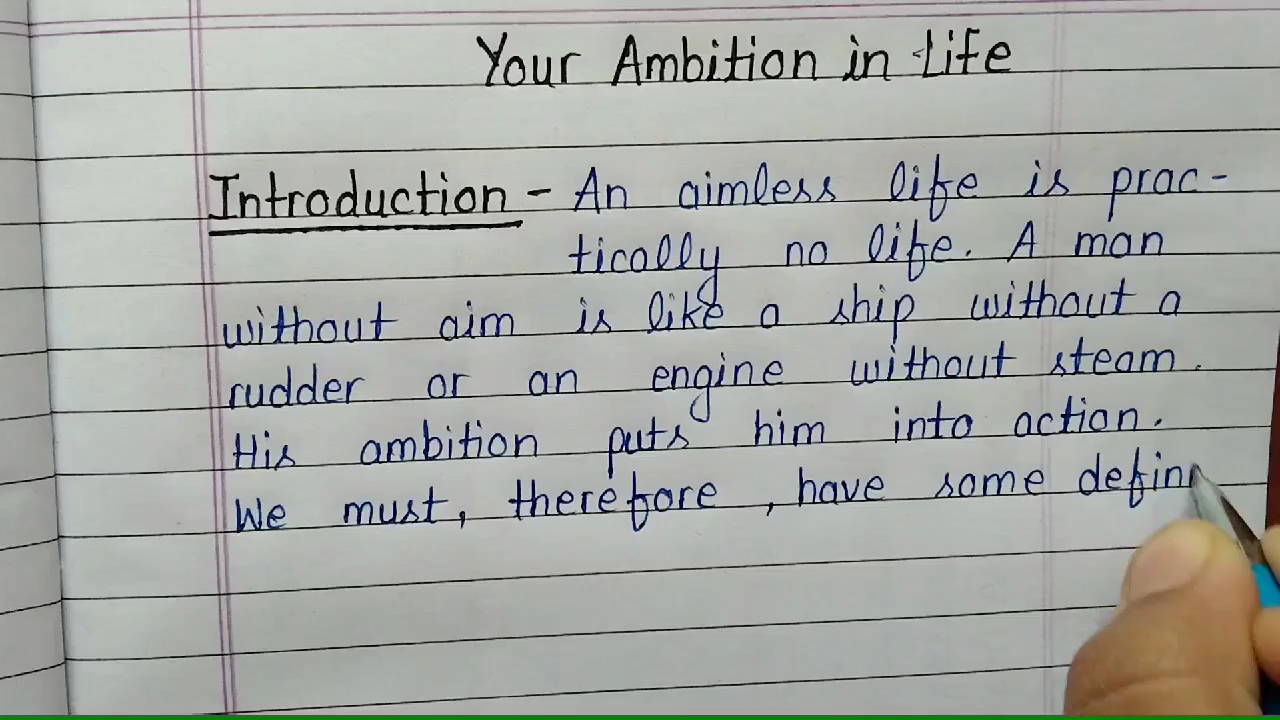 Your Ambition in Life
Introduction - An aimless life is prac-
tically no life. A man
without aim is like a ship without a
rudder or an engine without steam.
His ambition puts him into action.
We must, therefore, have some defin